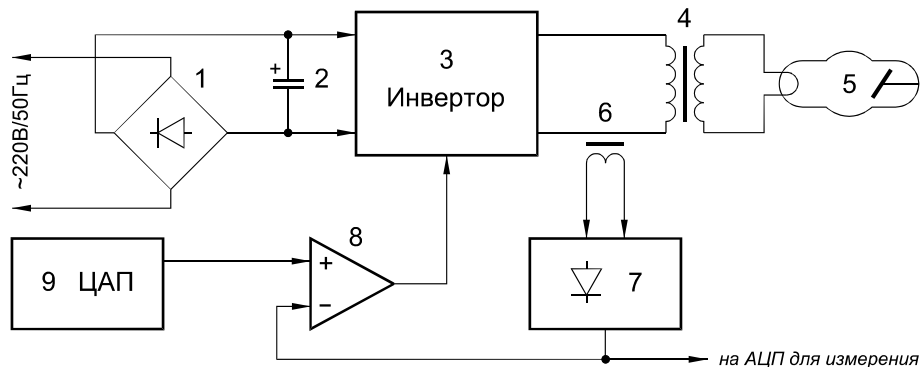 ~220В/50Гц
1
+
2
3
Инвертор
4
5
6
9 ЦАП
8
+
−
7
на АЦП для измерения